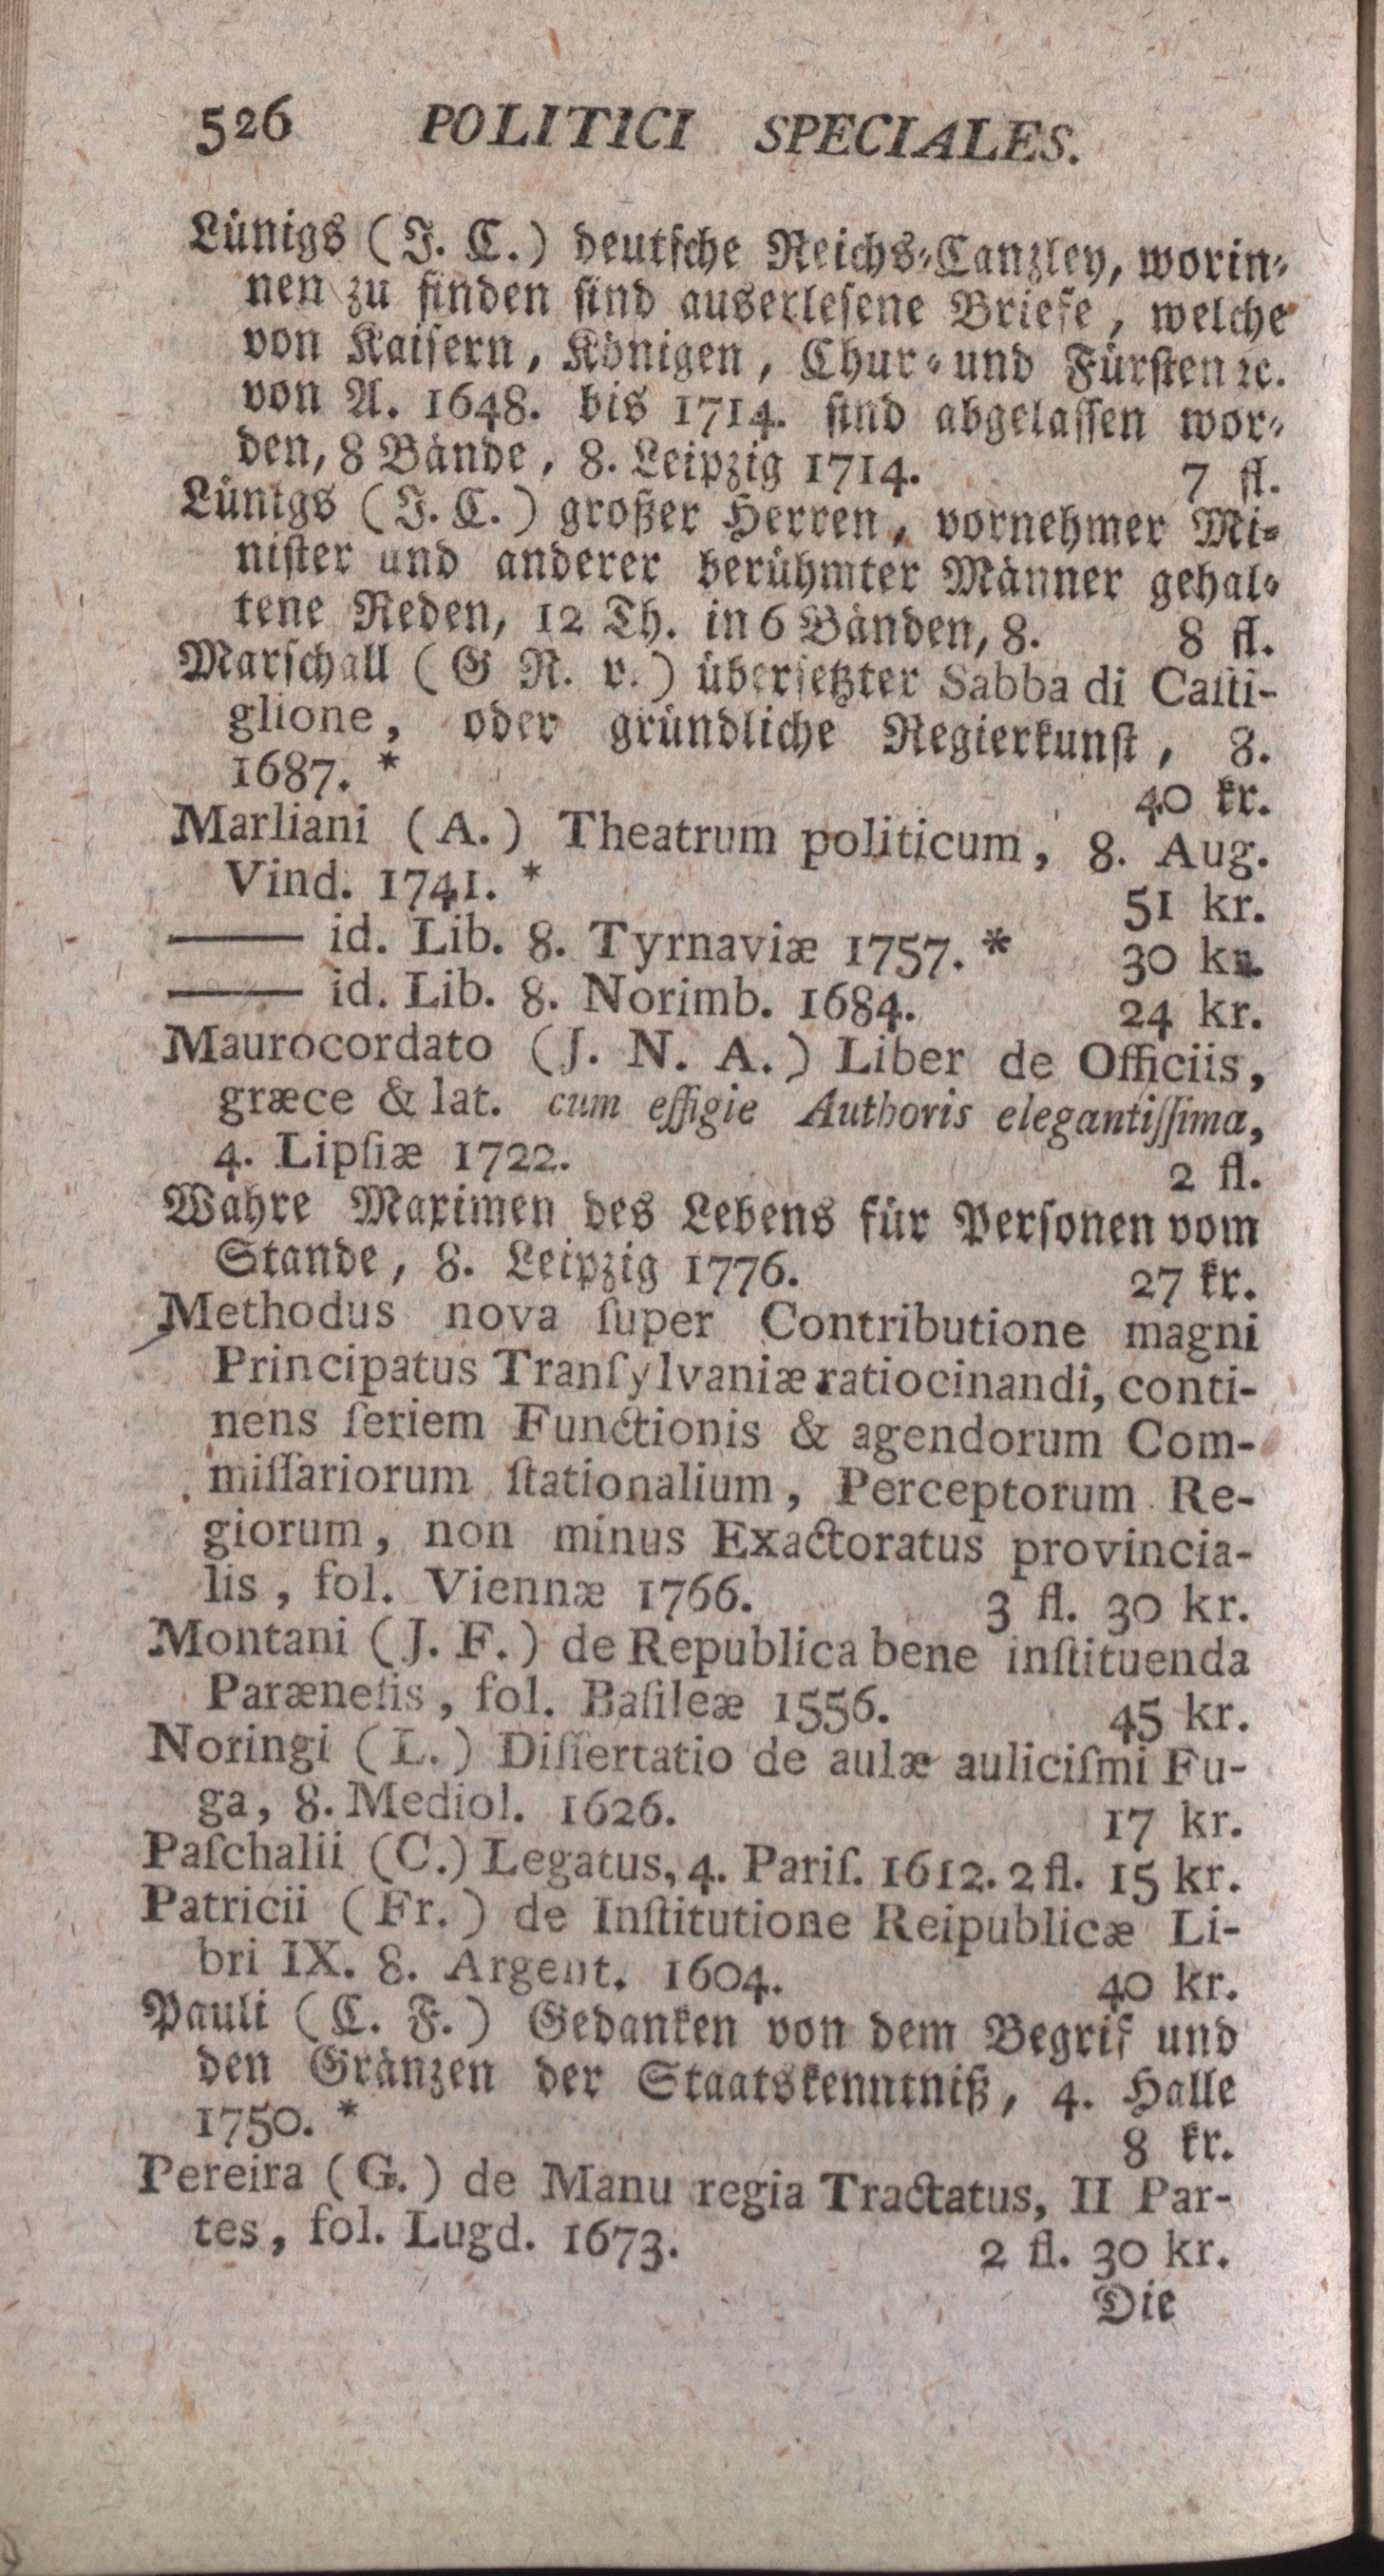 526 POLITICI SPECIALES.
Lünigs (J. C.) deutſche Reichs-Canzley, worin-
nen zu finden ſind auserleſene Briefe, welche
von Kaiſern, Königen, Chur- und Fürſten ꝛc.
von A. 1648. bis 1714. ſind abgelaſſen wor-
den, 8 Bände, 8. Leipzig 1714. 7 fl.
Lünigs (J. C.) großer Herren, vornehmer Mi-
niſter und anderer berühmter Männer gehal-
tene Reden, 12 Th. in 6 Bänden, 8. 8 fl.
Marſchall (G N. v.) überſetzter Sabba di Caſti-
glione, oder gründliche Regierkunſt, 8.
1687. * 40 kr.
Marliani (A.) Theatrum politicum, 8. Aug.
Vind. 1741. * 51 kr.
—— id. Lib. 8. Tyrnaviæ 1757. * 30 kr.
—— id. Lib. 8. Norimb. 1684. 24 kr.
Maurocordato (J. N. A.) Liber de Officiis,
græce & lat. cum effigie Authoris elegantiſſima,
4. Lipſiæ 1722. 2 fl.
Wahre Maximen des Lebens für Perſonen vom
Stande, 8. Leipzig 1776. 27 kr.
Methodus nova ſuper Contributione magni
Principatus Tranſylvaniæ ratiocinandi, conti-
nens ſeriem Functionis & agendorum Com-
miſſariorum ſtationalium, Perceptorum Re-
giorum, non minus Exactoratus provincia-
lis, fol. Viennæ 1766. 3 fl. 30 kr.
Montani (J. F.) de Republica bene inſtituenda
Paræneſis, fol. Baſileæ 1556. 45 kr.
Noringi (L.) Diſſertatio de aulæ auliciſmi Fu-
ga, 8. Mediol. 1626. 17 kr.
Paſchalii (C.) Legatus, 4. Pariſ. 1612. 2 fl. 15 kr.
Patricii (Fr.) de Inſtitutione Reipublicæ Li-
bri IX. 8. Argent. 1604. 40 kr.
Pauli (C. F.) Gedanken von dem Begrif und
den Gränzen der Staatskenntniß, 4. Halle
1750. * 8 kr.
Pereira (G.) de Manu regia Tractatus, II Par-
tes, fol. Lugd. 1673. 2 fl. 30 kr.
Die